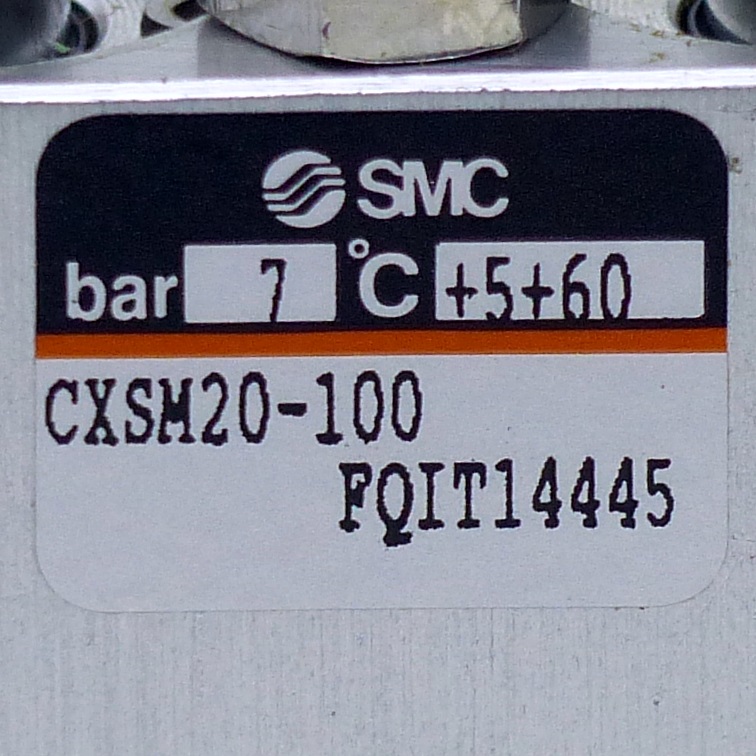 SMC
bar 7 °C +5+60
CXSM20-100
FQIT14445